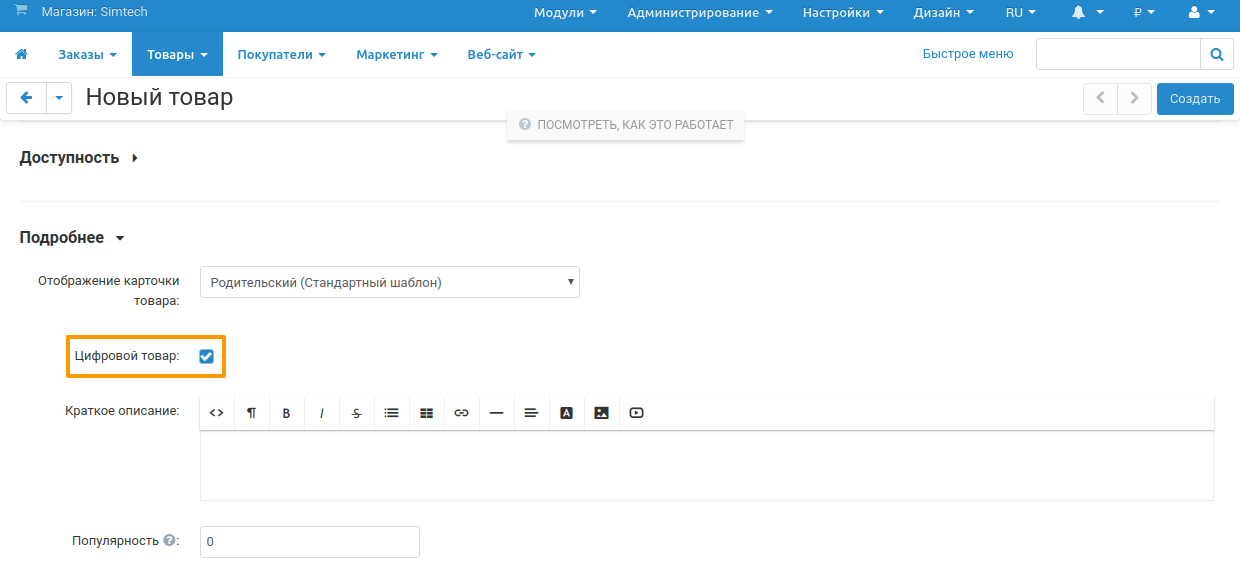 Магазин: Simtech Модули Администрирование Настройки Дизайн RU ₽
Заказы Товары Покупатели Маркетинг Веб-сайт Быстрое меню
Новый товар Создать
? ПОСМОТРЕТЬ, КАК ЭТО РАБОТАЕТ
Доступность
Подробнее
Отображение карточки
товара:
Родительский (Стандартный шаблон)
Цифровой товар:
Краткое описание: <> ¶ B I S A
Популярность ?: 0